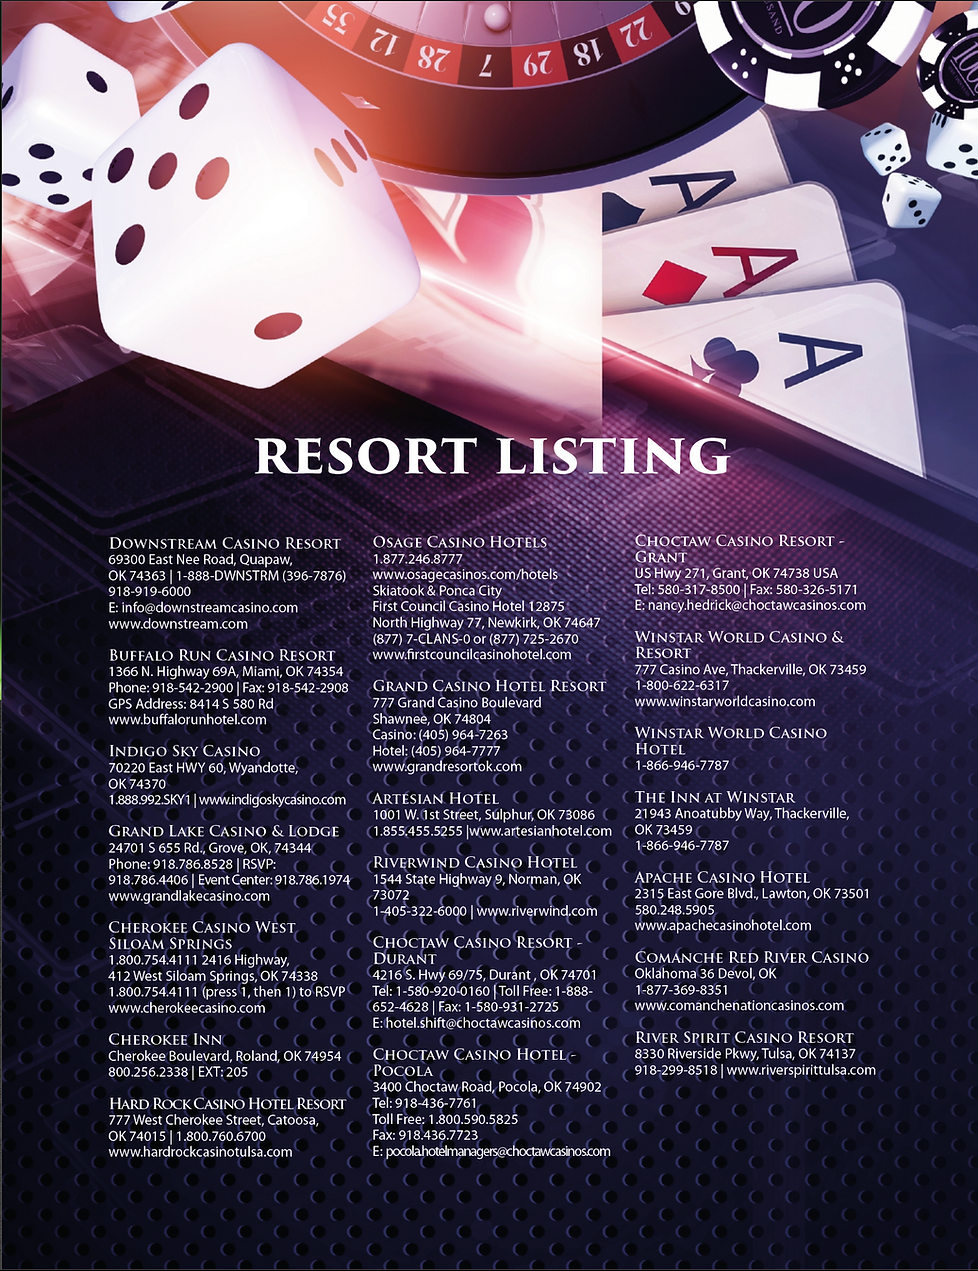 35 12 28 7 29 18 22 9
SAND
A
A
A
RESORT LISTING
DOWNSTREAM CASINO RESORT
69300 East Nee Road, Quapaw,
OK 74363 | 1-888-DWNSTRM (396-7876)
918-919-6000
E: info@downstreamcasino.com
www.downstream.com
BUFFALO RUN CASINO RESORT
1366 N. Highway 69A, Miami, OK 74354
Phone: 918-542-2900 | Fax: 918-542-2908
GPS Address: 8414 S 580 Rd
www.buffalorunhotel.com
INDIGO SKY CASINO
70220 East HWY 60, Wyandotte,
OK 74370
1.888.992.SKY1 | www.indigoskycasino.com
GRAND LAKE CASINO & LODGE
24701 S 655 Rd., Grove, OK, 74344
Phone: 918.786.8528 | RSVP:
918.786.4406 | Event Center: 918.786.1974
www.grandlakecasino.com
CHEROKEE CASINO WEST
SILOAM SPRINGS
1.800.754.4111 2416 Highway,
412 West Siloam Springs, OK 74338
1.800.754.4111 (press 1, then 1) to RSVP
www.cherokeecasino.com
CHEROKEE INN
Cherokee Boulevard, Roland, OK 74954
800.256.2338 | EXT: 205
HARD ROCK CASINO HOTEL RESORT
777 West Cherokee Street, Catoosa,
OK 74015 | 1.800.760.6700
www.hardrockcasinotulsa.com
OSAGE CASINO HOTELS
1.877.246.8777
www.osagecasinos.com/hotels
Skiatook & Ponca City
First Council Casino Hotel 12875
North Highway 77, Newkirk, OK 74647
(877) 7-CLANS-0 or (877) 725-2670
www.firstcouncilcasinohotel.com
GRAND CASINO HOTEL RESORT
777 Grand Casino Boulevard
Shawnee, OK 74804
Casino: (405) 964-7263
Hotel: (405) 964-7777
www.grandresortok.com
ARTESIAN HOTEL
1001 W. 1st Street, Sulphur, OK 73086
1.855.455.5255 |www.artesianhotel.com
RIVERWIND CASINO HOTEL
1544 State Highway 9, Norman, OK
73072
1-405-322-6000 | www.riverwind.com
CHOCTAW CASINO RESORT -
DURANT
4216 S. Hwy 69/75, Durant , OK 74701
Tel: 1-580-920-0160 | Toll Free: 1-888-
652-4628 | Fax: 1-580-931-2725
E: hotel.shift@choctawcasinos.com
CHOCTAW CASINO HOTEL -
POCOLA
3400 Choctaw Road, Pocola, OK 74902
Tel: 918-436-7761
Toll Free: 1.800.590.5825
Fax: 918.436.7723
E: pocola.hotelmanagers@choctawcasinos.com
CHOCTAW CASINO RESORT -
GRANT
US Hwy 271, Grant, OK 74738 USA
Tel: 580-317-8500 | Fax: 580-326-5171
E: nancy.hedrick@choctawcasinos.com
WINSTAR WORLD CASINO &
RESORT
777 Casino Ave, Thackerville, OK 73459
1-800-622-6317
www.winstarworldcasino.com
WINSTAR WORLD CASINO
HOTEL
1-866-946-7787
THE INN AT WINSTAR
21943 Anoatubby Way, Thackerville,
OK 73459
1-866-946-7787
APACHE CASINO HOTEL
2315 East Gore Blvd., Lawton, OK 73501
580.248.5905
www.apachecasinohotel.com
COMANCHE RED RIVER CASINO
Oklahoma 36 Devol, OK
1-877-369-8351
www.comanchenationcasinos.com
RIVER SPIRIT CASINO RESORT
8330 Riverside Pkwy, Tulsa, OK 74137
918-299-8518 | www.riverspirittulsa.com